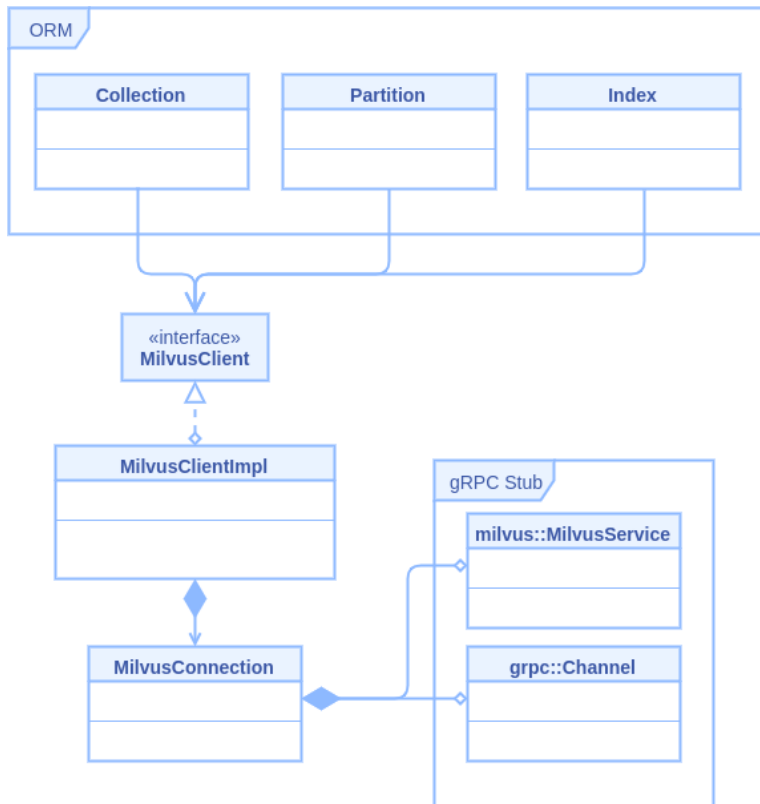 ORM
Collection
Partition
Index
«interface»
MilvusClient
MilvusClientImpl
gRPC Stub
milvus::MilvusService
MilvusConnection
grpc::Channel